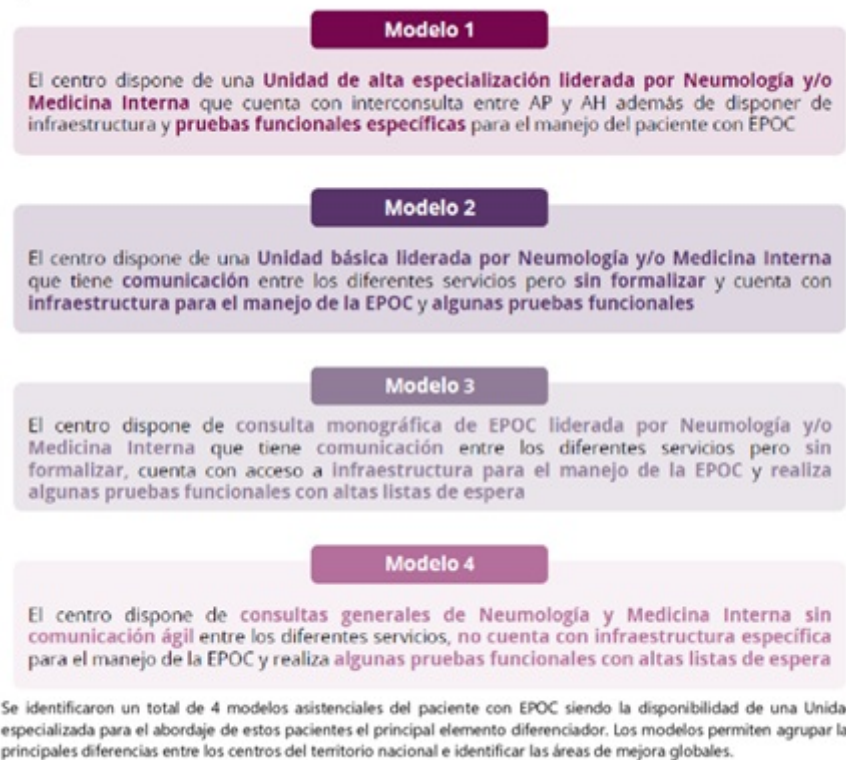 Modelo 1
El centro dispone de una Unidad de alta especialización liderada por Neumología y/o
Medicina Interna que cuenta con interconsulta entre AP y AH además de disponer de
infraestructura y pruebas funcionales específicas para el manejo del paciente con EPOC
Modelo 2
El centro dispone de una Unidad básica liderada por Neumología y/o Medicina Interna
que tiene comunicación entre los diferentes servicios pero sin formalizar y cuenta con
infraestructura para el manejo de la EPOC y algunas pruebas funcionales
Modelo 3
El centro dispone de consulta monográfica de EPOC liderada por Neumología y/o
Medicina Interna que tiene comunicación entre los diferentes servicios pero sin
formalizar, cuenta con acceso a infraestructura para el manejo de la EPOC y realiza
algunas pruebas funcionales con altas listas de espera
Modelo 4
El centro dispone de consultas generales de Neumología y Medicina Interna sin
comunicación ágil entre los diferentes servicios, no cuenta con infraestructura específica
para el manejo de la EPOC y realiza algunas pruebas funcionales con altas listas de espera
Se identificaron un total de 4 modelos asistenciales del paciente con EPOC siendo la disponibilidad de una Unida
especializada para el abordaje de estos pacientes el principal elemento diferenciador. Los modelos permiten agrupar la
principales diferencias entre los centros del territorio nacional e identificar las áreas de mejora globales.